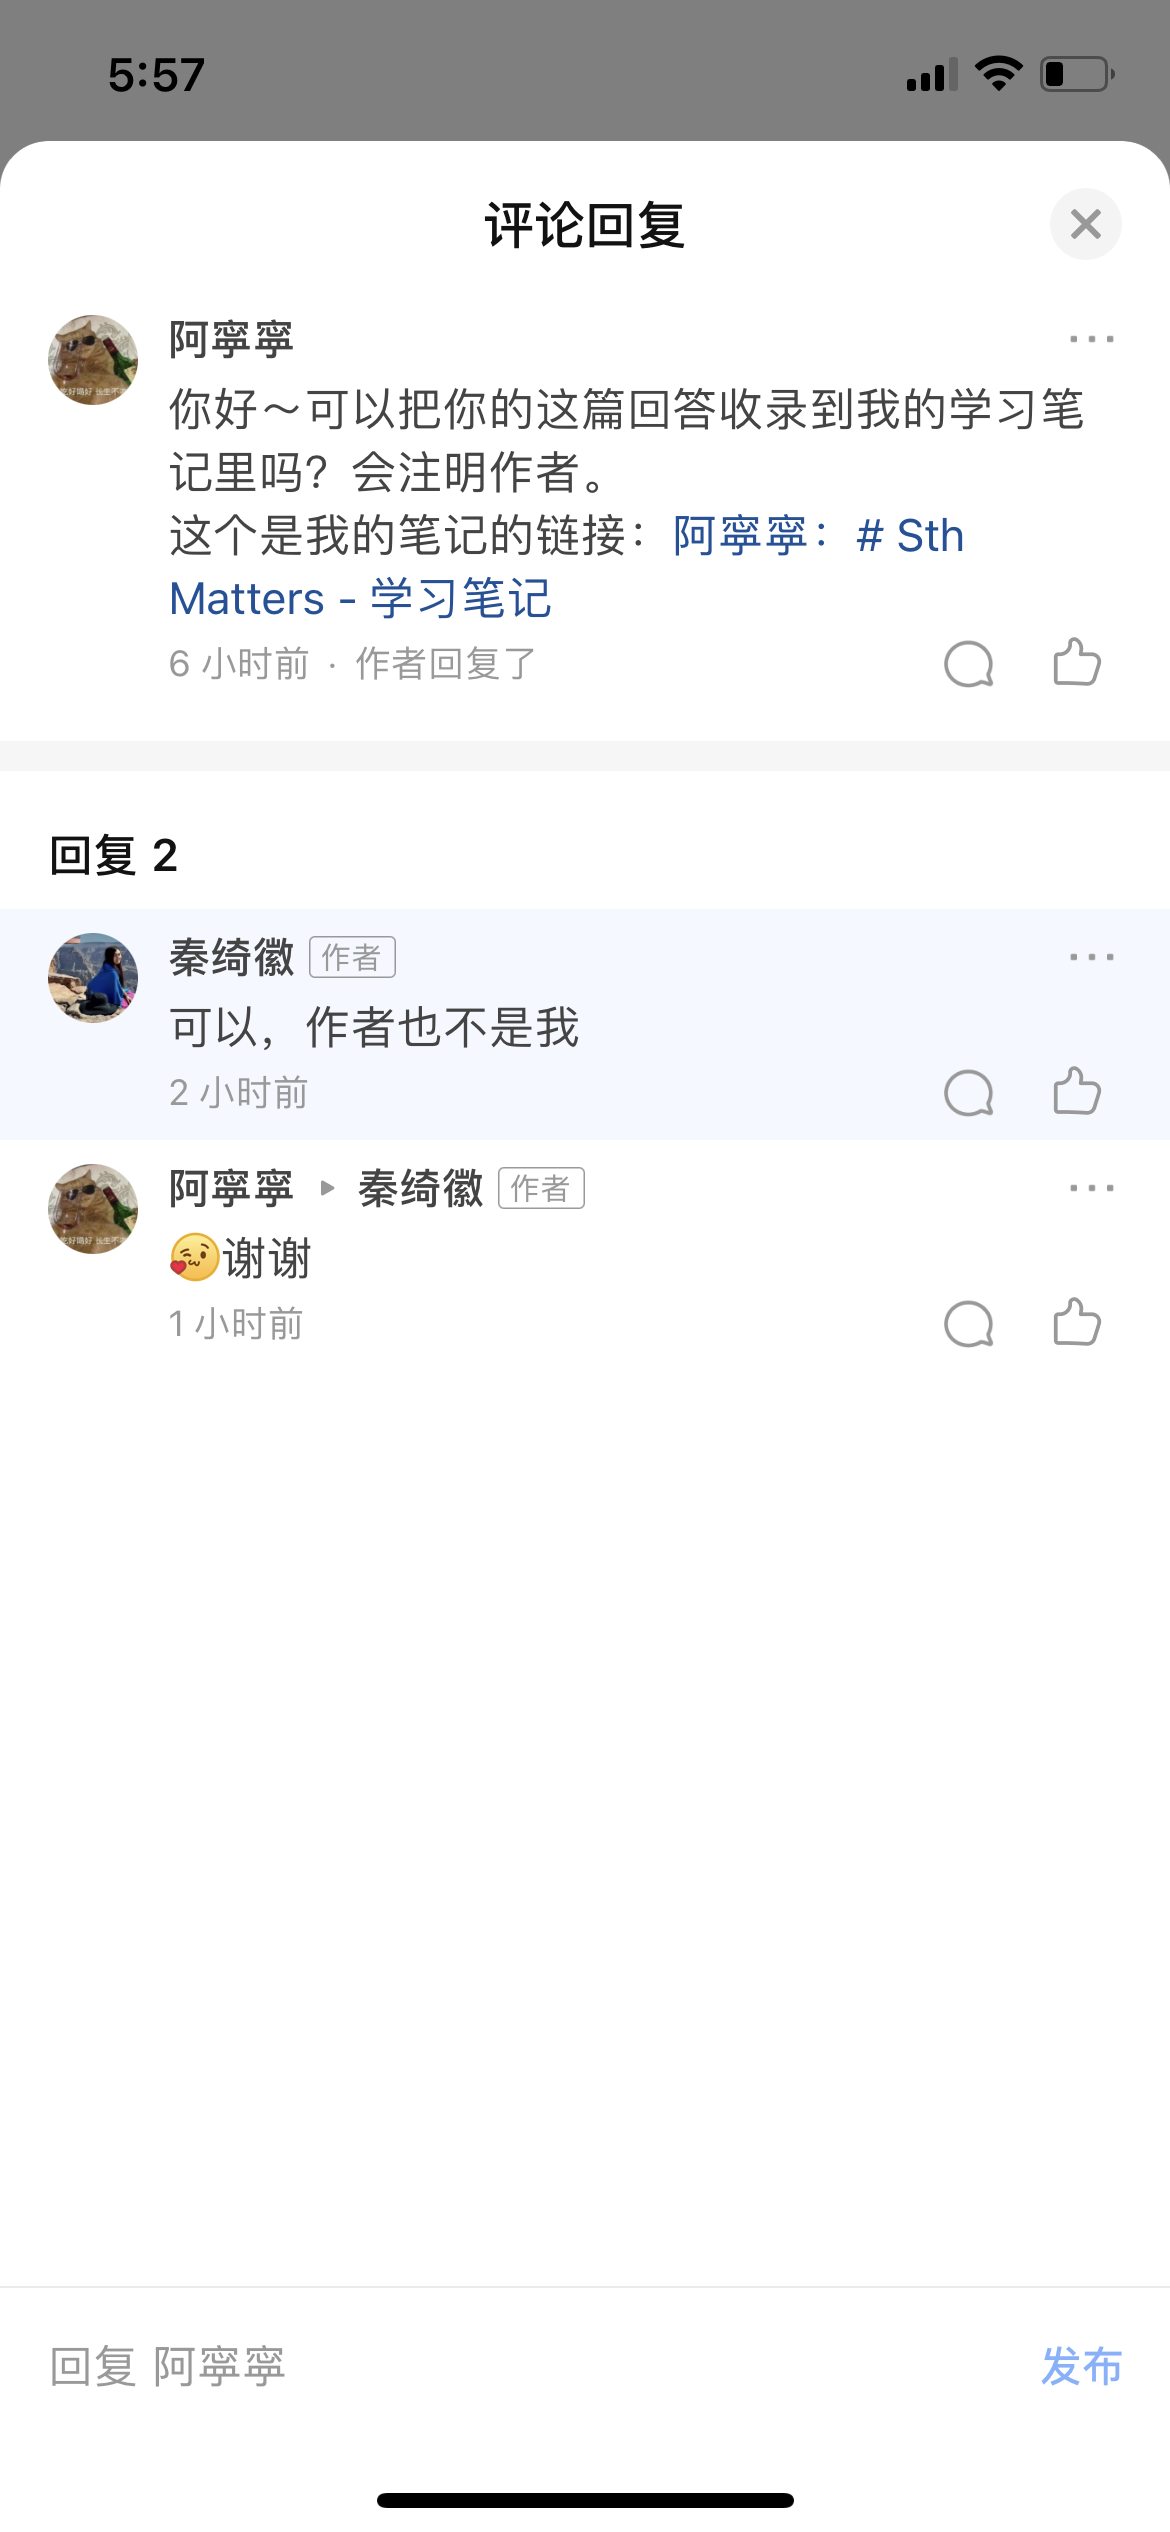 5:57
评论回复
阿寧寧
你好～可以把你的这篇回答收录到我的学习笔
记里吗？会注明作者。
这个是我的笔记的链接：阿寧寧：# Sth
Matters - 学习笔记
6 小时前 · 作者回复了
回复 2
秦绮徽 作者
可以，作者也不是我
2 小时前
阿寧寧 ▸ 秦绮徽 作者
😘谢谢
1 小时前
回复 阿寧寧
发布